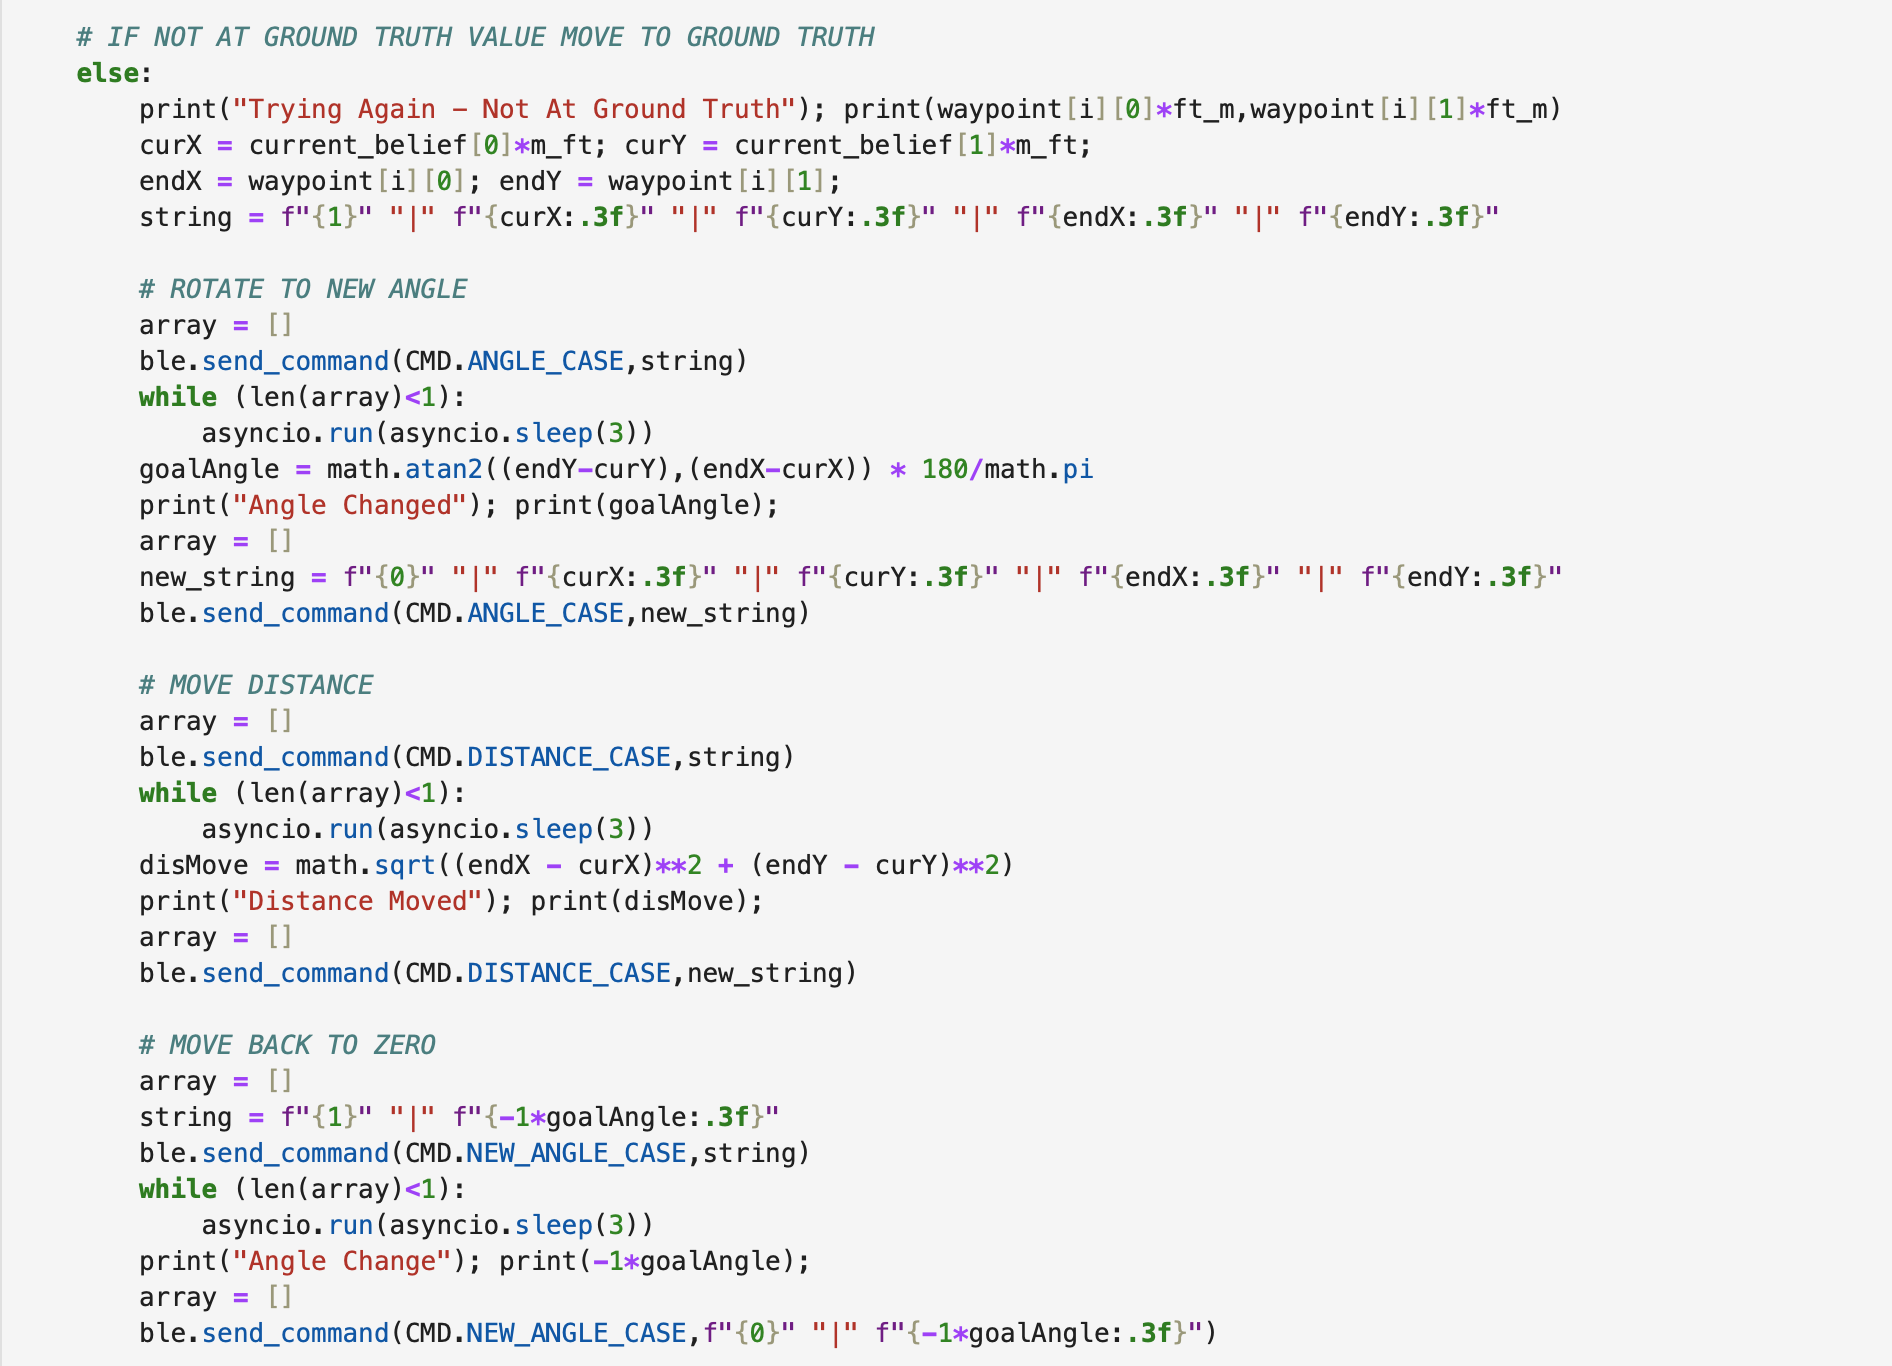 # IF NOT AT GROUND TRUTH VALUE MOVE TO GROUND TRUTH
else:
    print("Trying Again - Not At Ground Truth"); print(waypoint[i][0]*ft_m,waypoint[i][1]*ft_m)
    curX = current_belief[0]*m_ft; curY = current_belief[1]*m_ft;
    endX = waypoint[i][0]; endY = waypoint[i][1];
    string = f"{1}" "|" f"{curX:.3f}" "|" f"{curY:.3f}" "|" f"{endX:.3f}" "|" f"{endY:.3f}"

    # ROTATE TO NEW ANGLE
    array = []
    ble.send_command(CMD.ANGLE_CASE,string)
    while (len(array)<1):
        asyncio.run(asyncio.sleep(3))
    goalAngle = math.atan2((endY-curY),(endX-curX)) * 180/math.pi
    print("Angle Changed"); print(goalAngle);
    array = []
    new_string = f"{0}" "|" f"{curX:.3f}" "|" f"{curY:.3f}" "|" f"{endX:.3f}" "|" f"{endY:.3f}"
    ble.send_command(CMD.ANGLE_CASE,new_string)

    # MOVE DISTANCE
    array = []
    ble.send_command(CMD.DISTANCE_CASE,string)
    while (len(array)<1):
        asyncio.run(asyncio.sleep(3))
    disMove = math.sqrt((endX - curX)**2 + (endY - curY)**2)
    print("Distance Moved"); print(disMove);
    array = []
    ble.send_command(CMD.DISTANCE_CASE,new_string)

    # MOVE BACK TO ZERO
    array = []
    string = f"{1}" "|" f"{-1*goalAngle:.3f}"
    ble.send_command(CMD.NEW_ANGLE_CASE,string)
    while (len(array)<1):
        asyncio.run(asyncio.sleep(3))
    print("Angle Change"); print(-1*goalAngle);
    array = []
    ble.send_command(CMD.NEW_ANGLE_CASE,f"{0}" "|" f"{-1*goalAngle:.3f}")